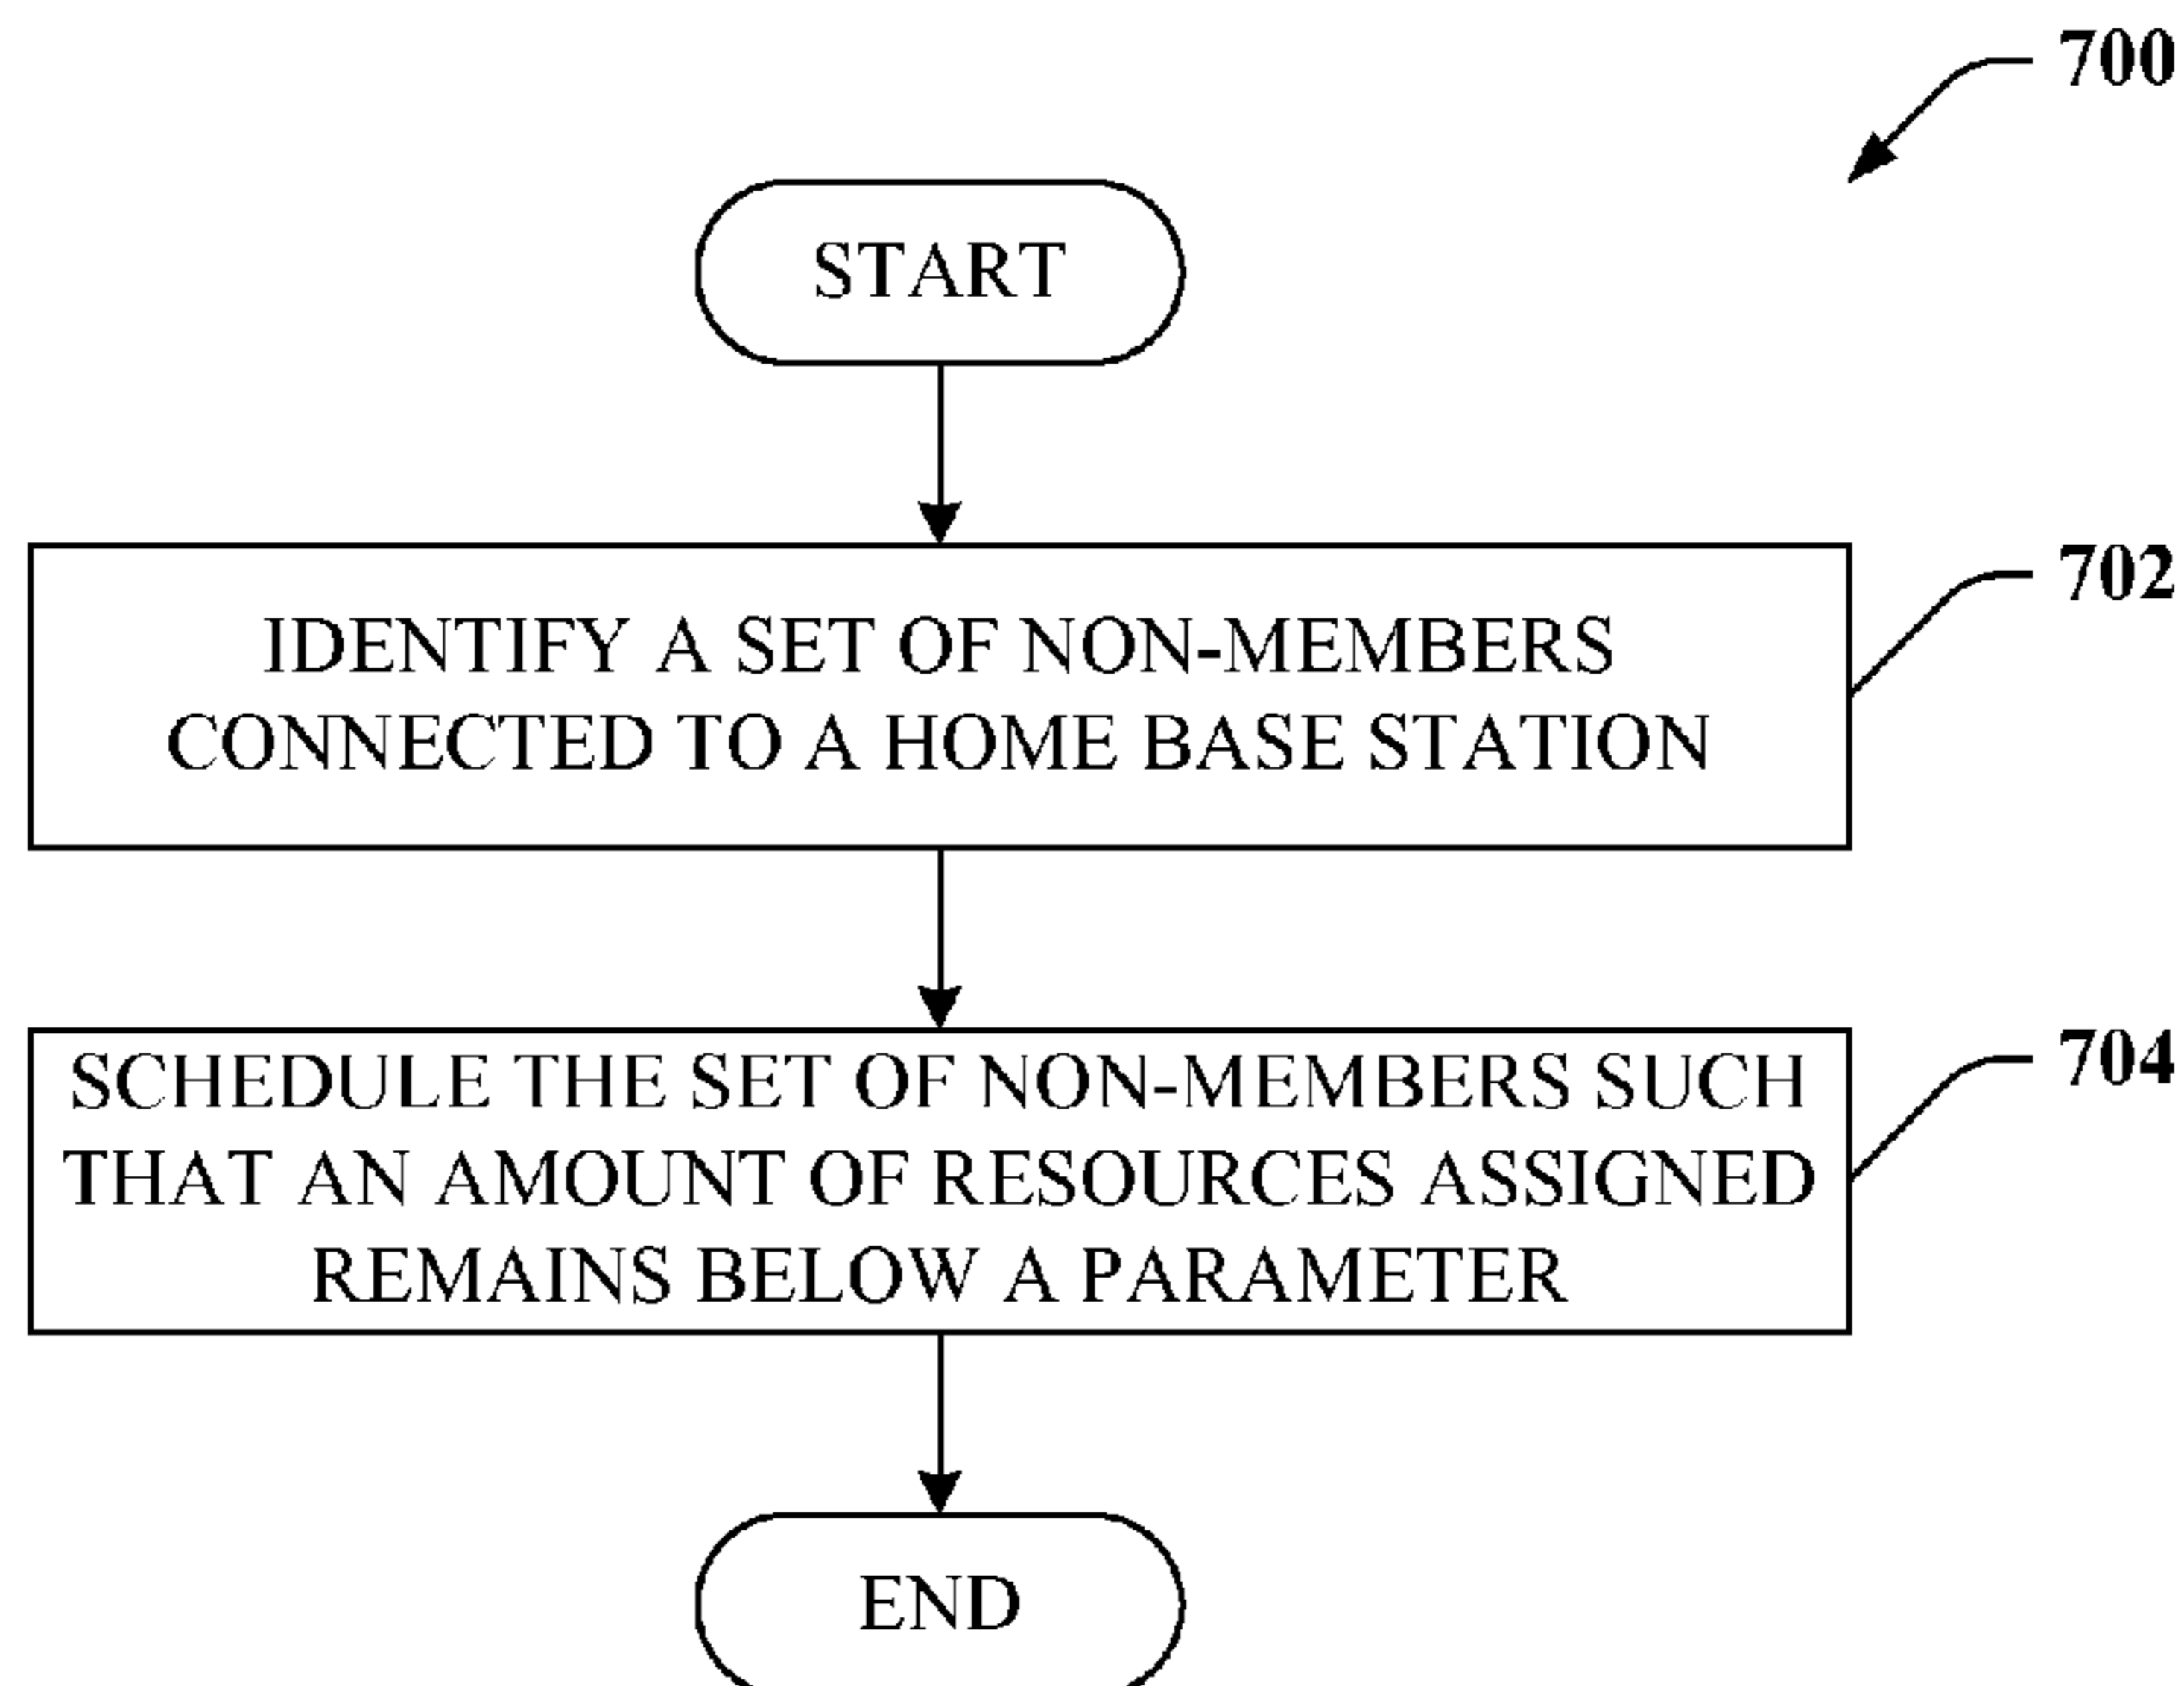 700
START
702
IDENTIFY A SET OF NON-MEMBERS
CONNECTED TO A HOME BASE STATION
704
SCHEDULE THE SET OF NON-MEMBERS SUCH
THAT AN AMOUNT OF RESOURCES ASSIGNED
REMAINS BELOW A PARAMETER
END